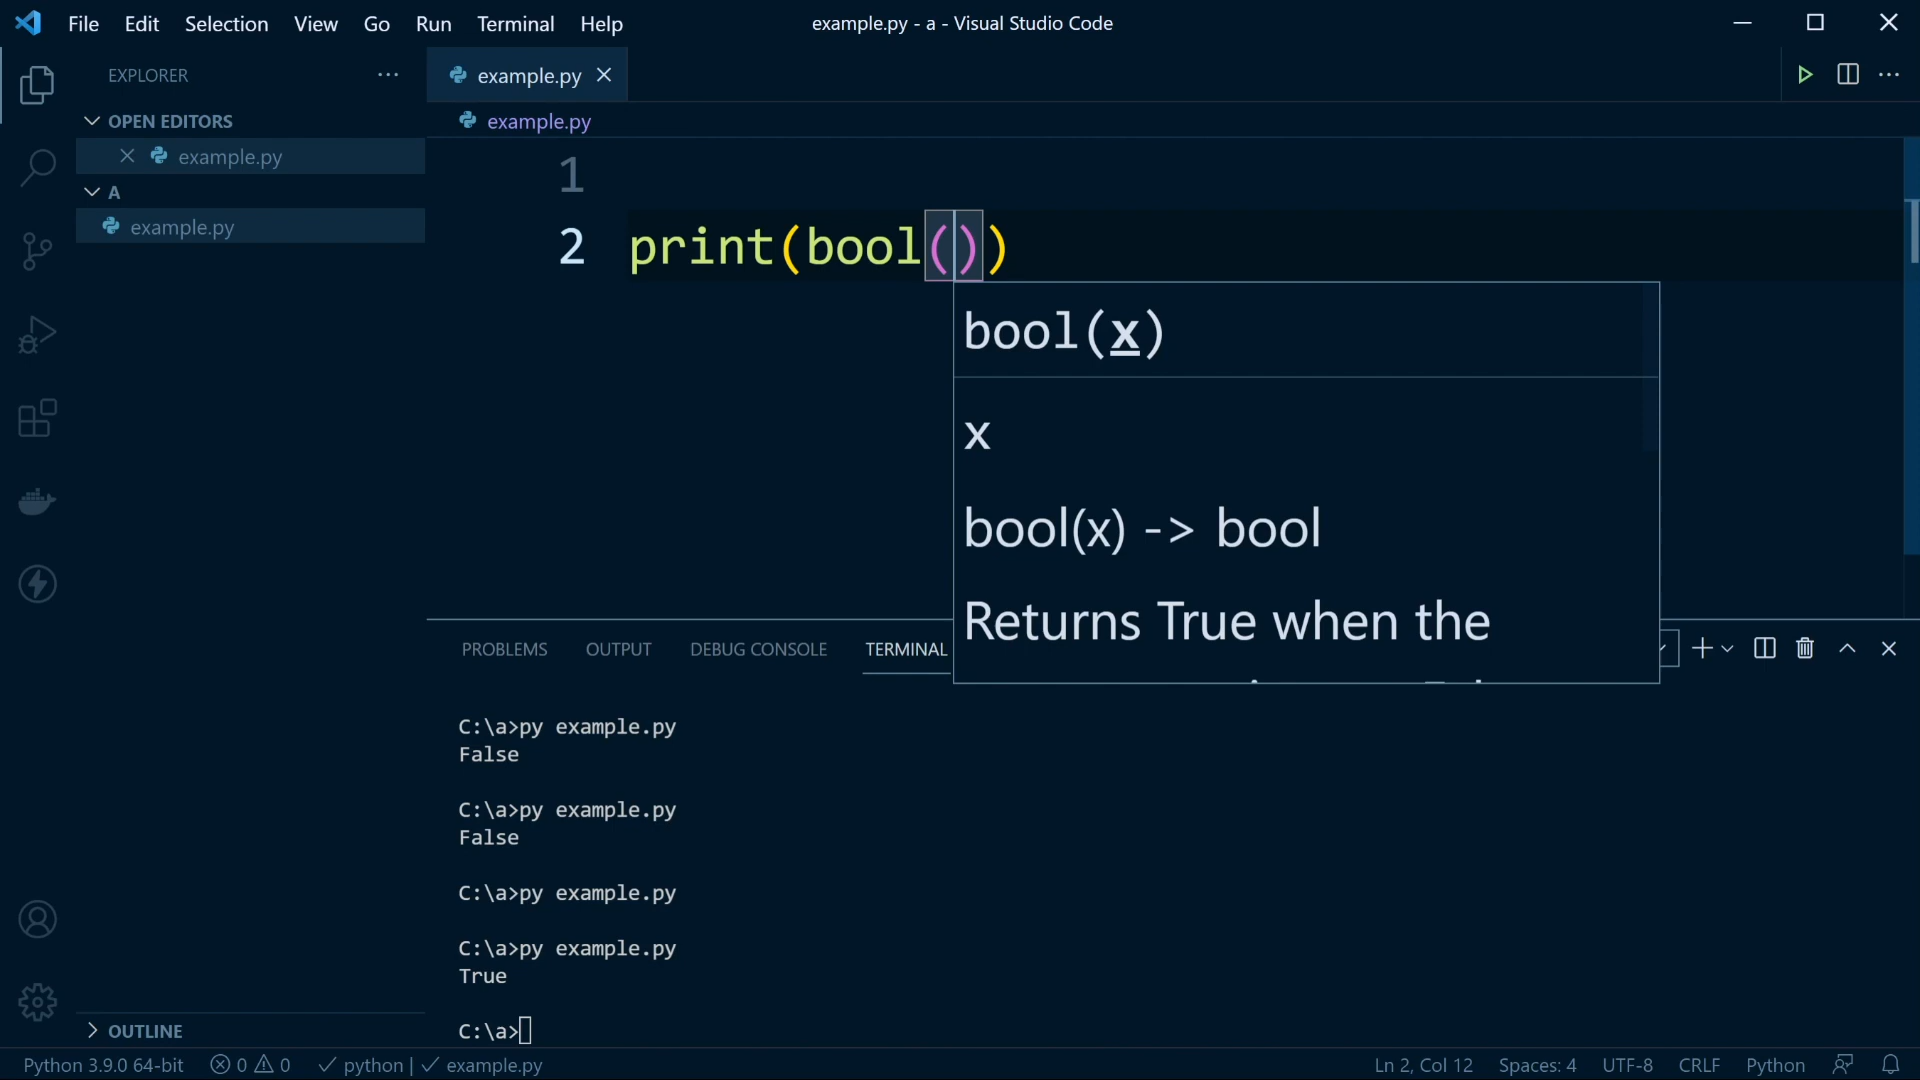 File Edit Selection View Go Run Terminal Help example.py - a - Visual Studio Code
EXPLORER
OPEN EDITORS
example.py
A
example.py
OUTLINE
example.py
example.py
1
2 print(bool())
bool(x)
x
bool(x) -> bool
Returns True when the
PROBLEMS OUTPUT DEBUG CONSOLE TERMINAL
C:\a>py example.py
False
C:\a>py example.py
False
C:\a>py example.py
C:\a>py example.py
True
C:\a>
Python 3.9.0 64-bit 0 0 python | example.py Ln 2, Col 12 Spaces: 4 UTF-8 CRLF Python